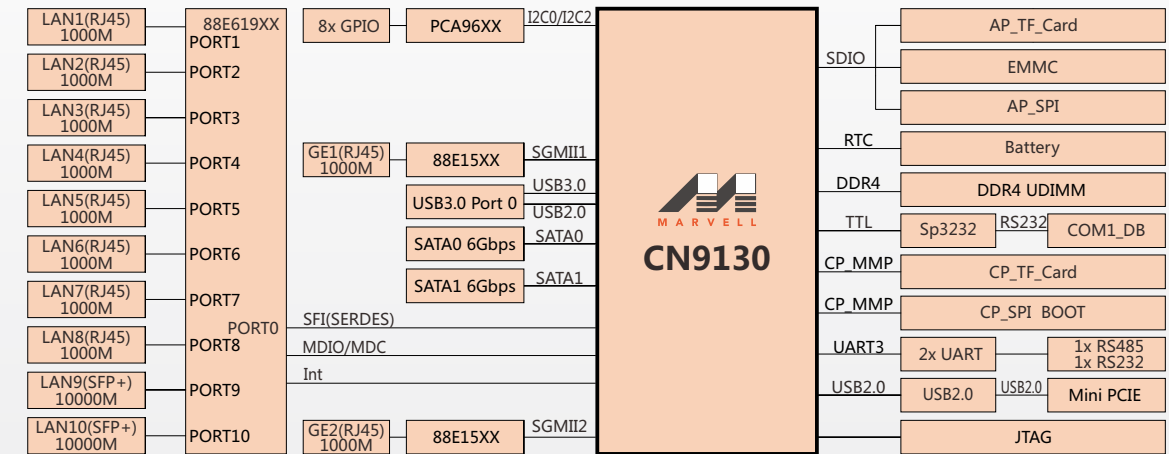 LAN1(RJ45)
1000M
LAN2(RJ45)
1000M
LAN3(RJ45)
1000M
LAN4(RJ45)
1000M
LAN5(RJ45)
1000M
LAN6(RJ45)
1000M
LAN7(RJ45)
1000M
LAN8(RJ45)
1000M
LAN9(SFP+)
10000M
LAN10(SFP+)
10000M
88E619XX
PORT1
PORT2
PORT3
PORT4
PORT5
PORT6
PORT7
PORT0
PORT8
PORT9
PORT10
8x GPIO
PCA96XX
I2C0/I2C2
GE1(RJ45)
1000M
88E15XX
SGMII1
USB3.0 Port 0
USB3.0
USB2.0
SATA0 6Gbps
SATA0
SATA1 6Gbps
SATA1
SFI(SERDES)
MDIO/MDC
Int
GE2(RJ45)
1000M
88E15XX
SGMII2
MARVELL
CN9130
SDIO
AP_TF_Card
EMMC
AP_SPI
RTC
Battery
DDR4
DDR4 UDIMM
TTL
Sp3232
RS232
COM1_DB
CP_MMP
CP_TF_Card
CP_MMP
CP_SPI BOOT
UART3
2x UART
1x RS485
1x RS232
USB2.0
USB2.0
USB2.0
Mini PCIE
JTAG